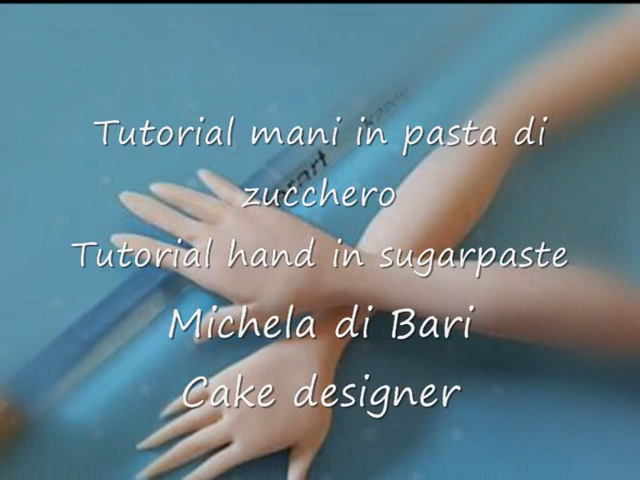 Tutorial mani in pasta di
zucchero
Tutorial hand in sugarpaste
Michela di Bari
Cake designer